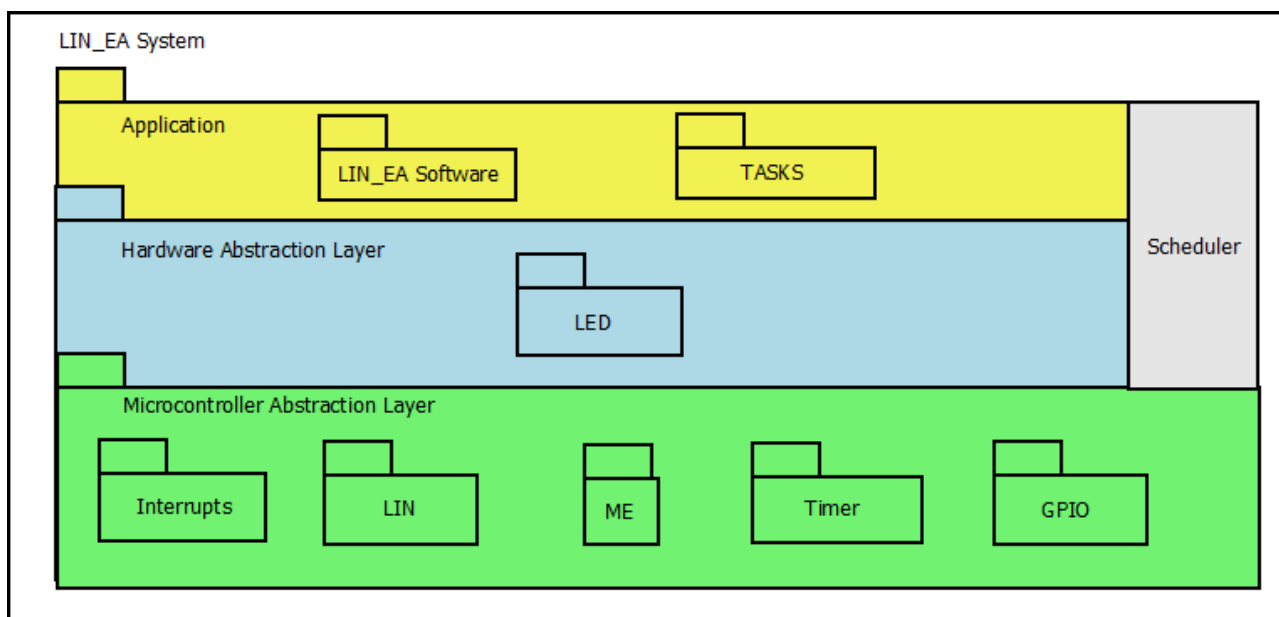 LIN_EA System
Application
LIN_EA Software
TASKS
Hardware Abstraction Layer
Scheduler
LED
Microcontroller Abstraction Layer
Interrupts
LIN
ME
Timer
GPIO